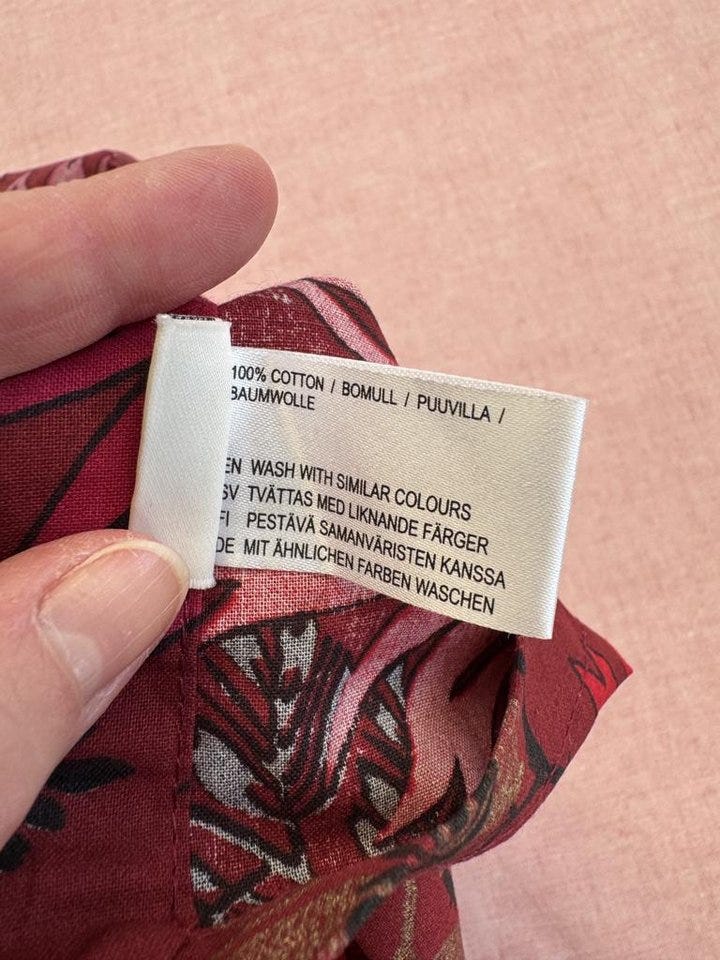 100% COTTON / BOMULL / PUUVILLA /
BAUMWOLLE
EN WASH WITH SIMILAR COLOURS
SV TVÄTTAS MED LIKNANDE FÄRGER
FI PESTÄVÄ SAMANVÄRISTEN KANSSA
DE MIT ÄHNLICHEN FARBEN WASCHEN